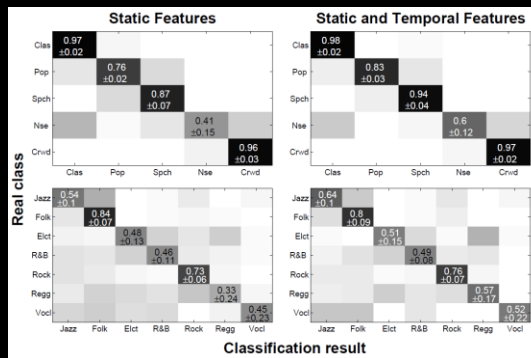 Static Features
Static and Temporal Features
Real class
Clas
Pop
Spch
Nse
Crwd
0.97
±0.02
0.76
±0.02
0.87
±0.07
0.41
±0.15
0.96
±0.03
Clas Pop Spch Nse Crwd
Clas
Pop
Spch
Nse
Crwd
0.98
±0.02
0.83
±0.03
0.94
±0.04
0.6
±0.12
0.97
±0.02
Clas Pop Spch Nse Crwd
Jazz
Folk
Elct
R&B
Rock
Regg
Vocl
0.54
±0.1
0.84
±0.07
0.48
±0.13
0.46
±0.11
0.73
±0.06
0.33
±0.24
0.45
±0.23
Jazz Folk Elct R&B Rock Regg Vocl
Jazz
Folk
Elct
R&B
Rock
Regg
Vocl
0.64
±0.1
0.8
±0.09
0.51
±0.15
0.49
±0.08
0.76
±0.07
0.57
±0.17
0.52
±0.22
Jazz Folk Elct R&B Rock Regg Vocl
Classification result